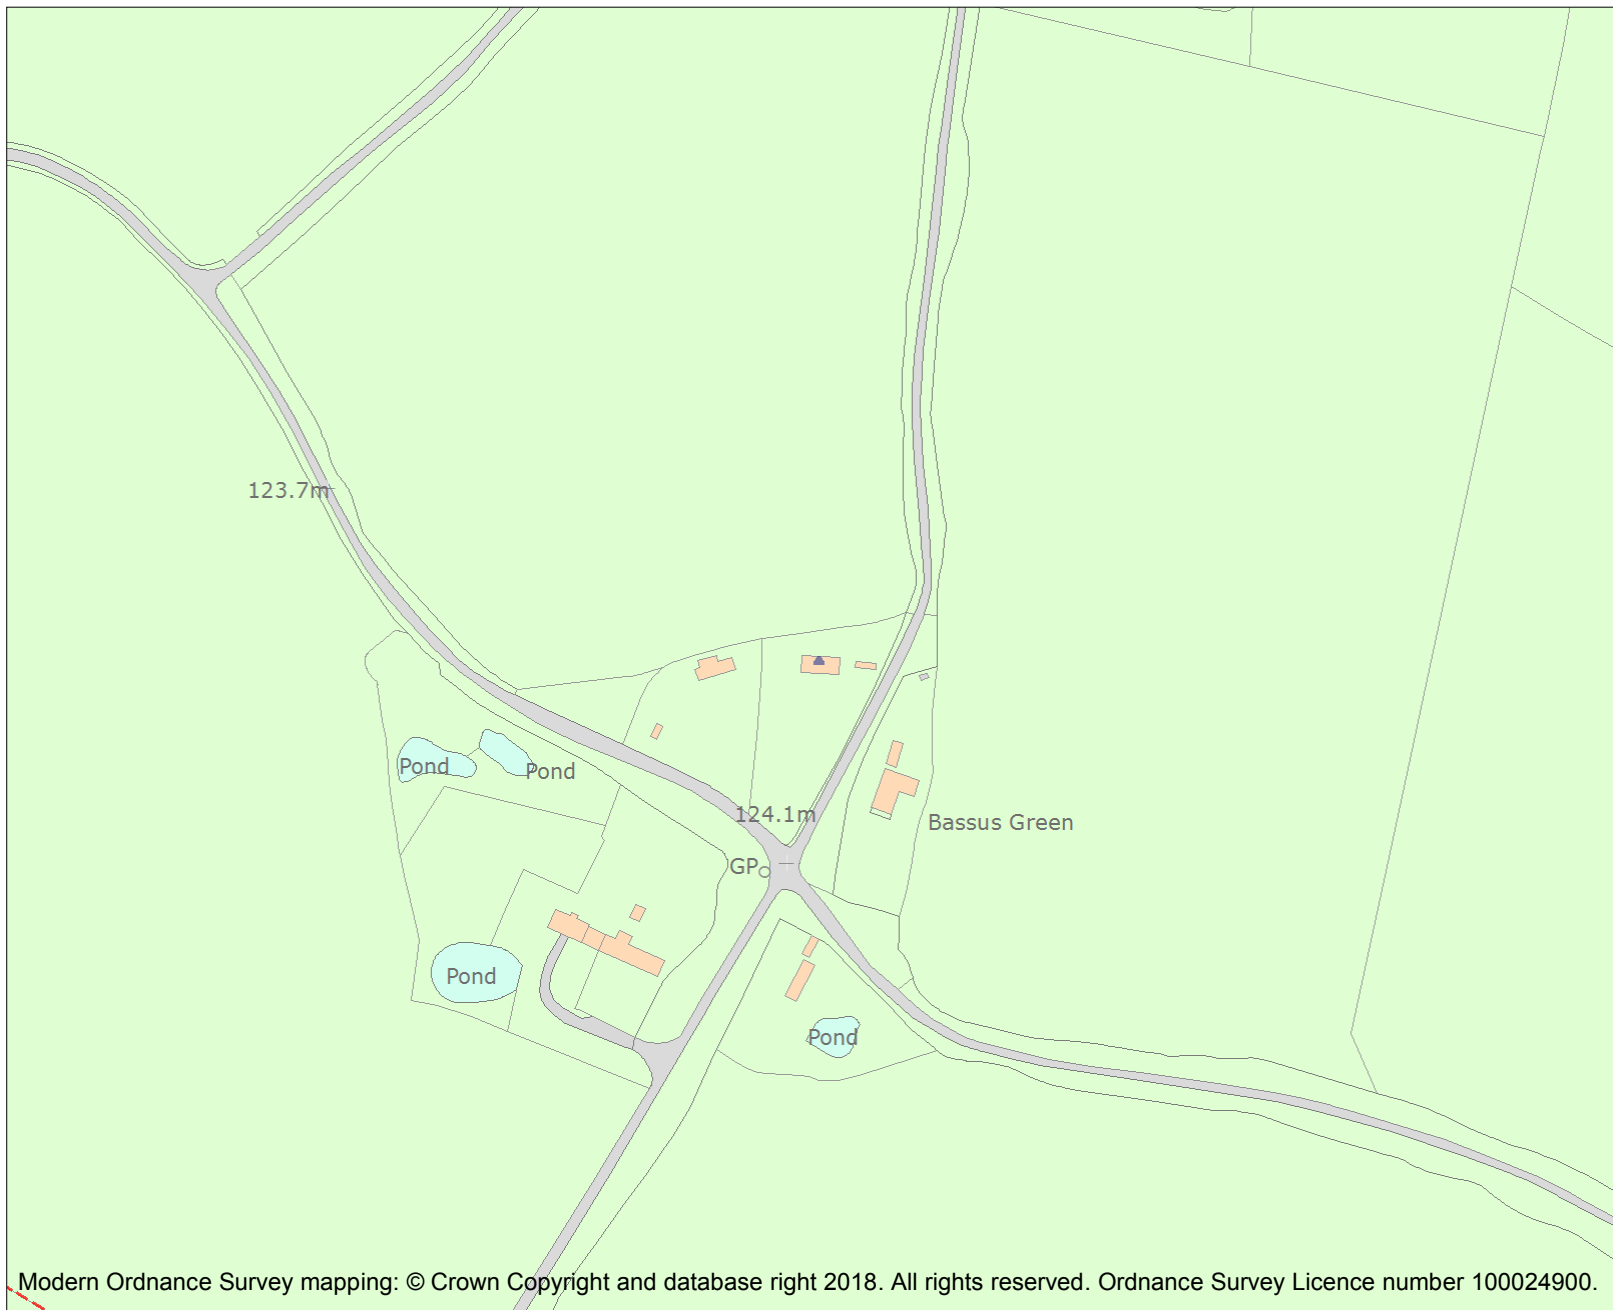 123.7m
Pond
Pond
124.1m
Bassus Green
GP
Pond
Pond
Modern Ordnance Survey mapping: © Crown Copyright and database right 2018. All rights reserved. Ordnance Survey Licence number 100024900.